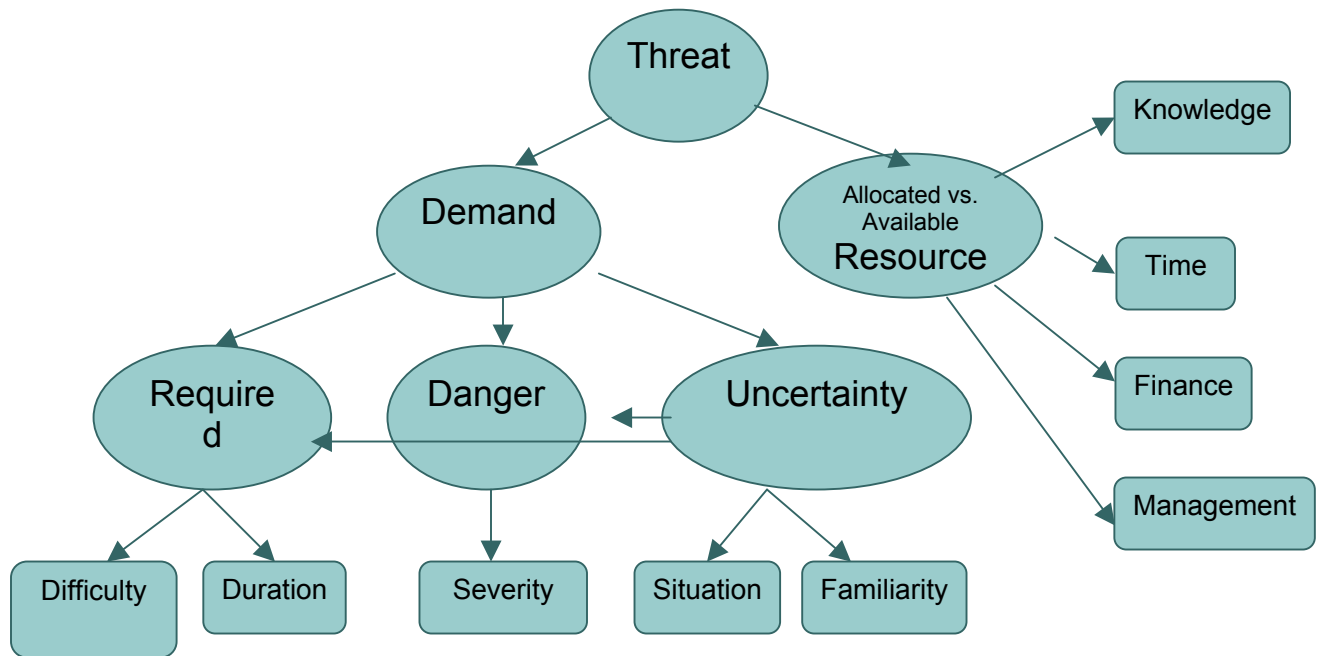 Threat
Knowledge
Demand
Allocated vs.
Available
Resource
Time
Require
d
Danger
Uncertainty
Finance
Management
Difficulty
Duration
Severity
Situation
Familiarity